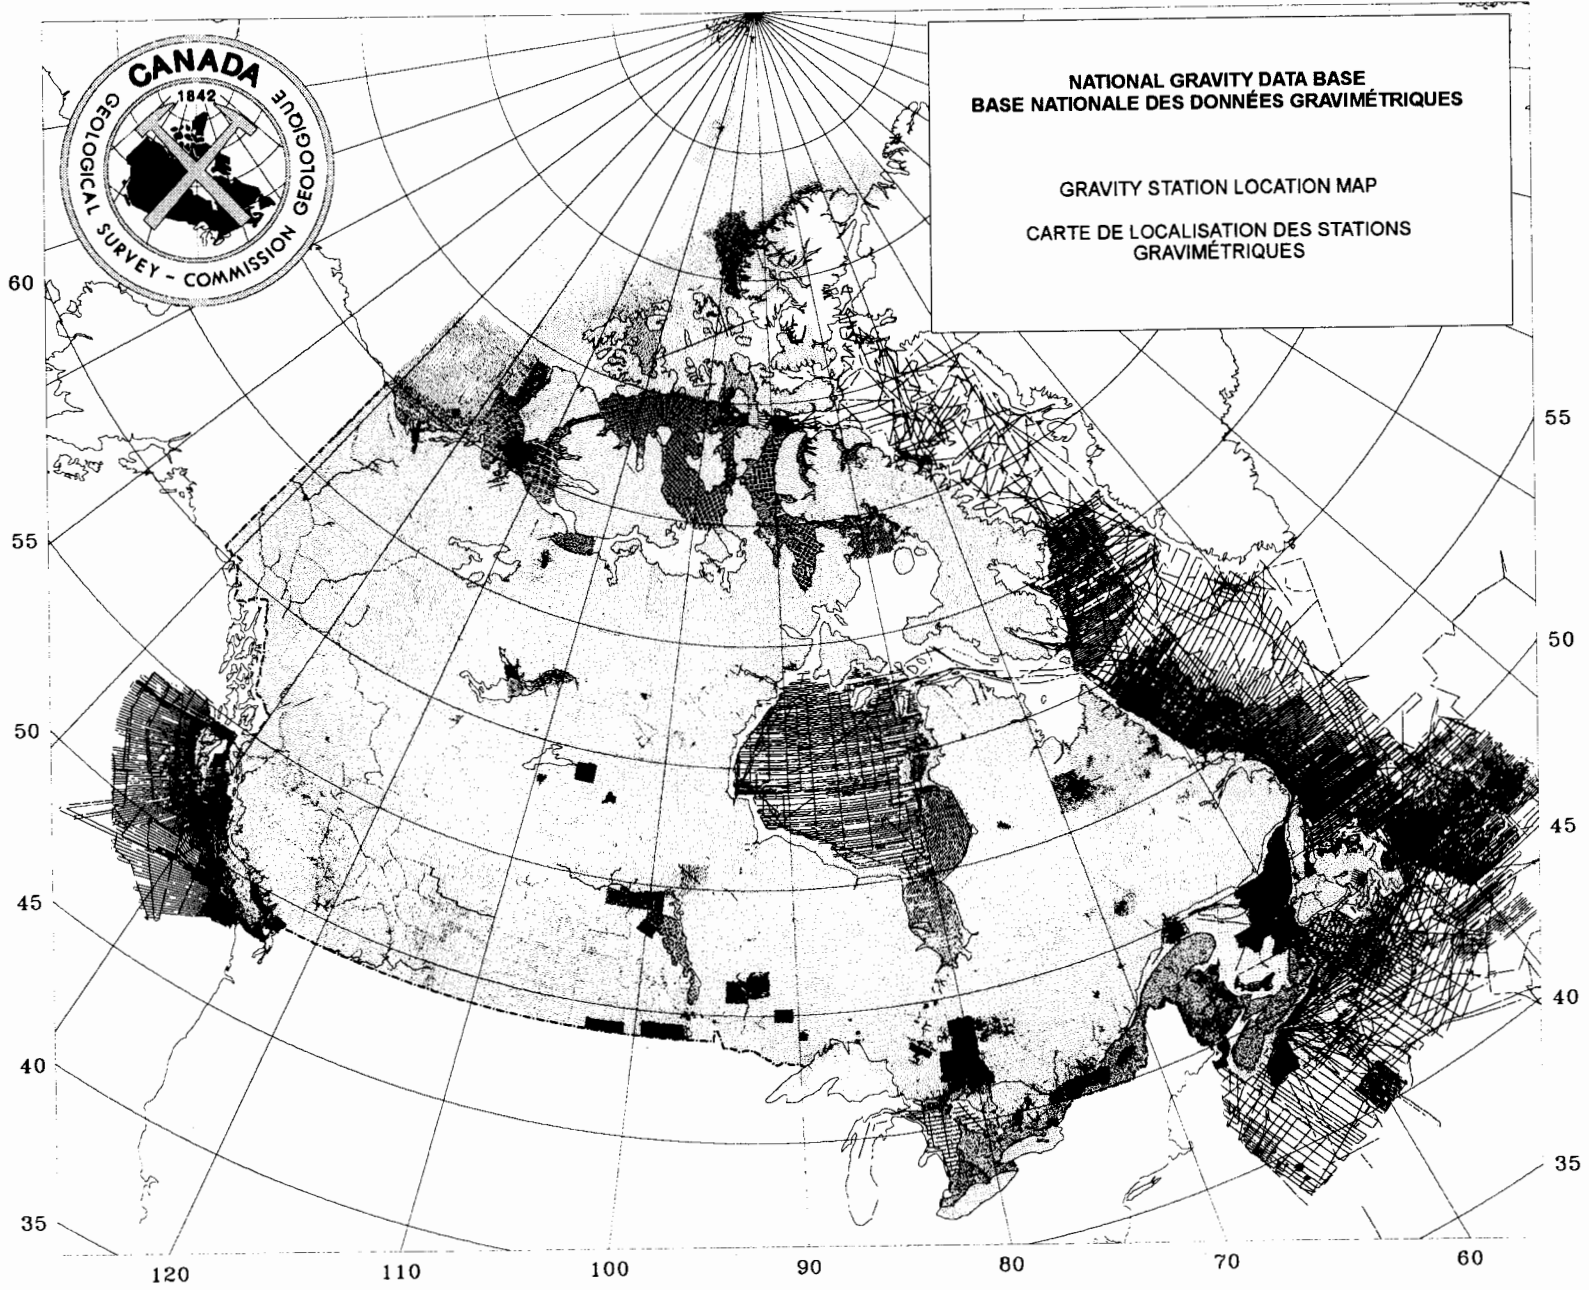 CANADA
1842
GEOLOGICAL SURVEY - COMMISSION GEOLOGIQUE
NATIONAL GRAVITY DATA BASE
BASE NATIONALE DES DONNÉES GRAVIMÉTRIQUES
GRAVITY STATION LOCATION MAP
CARTE DE LOCALISATION DES STATIONS
GRAVIMÉTRIQUES
60
55
50
45
40
35
55
50
45
40
35
120
110
100
90
80
70
60